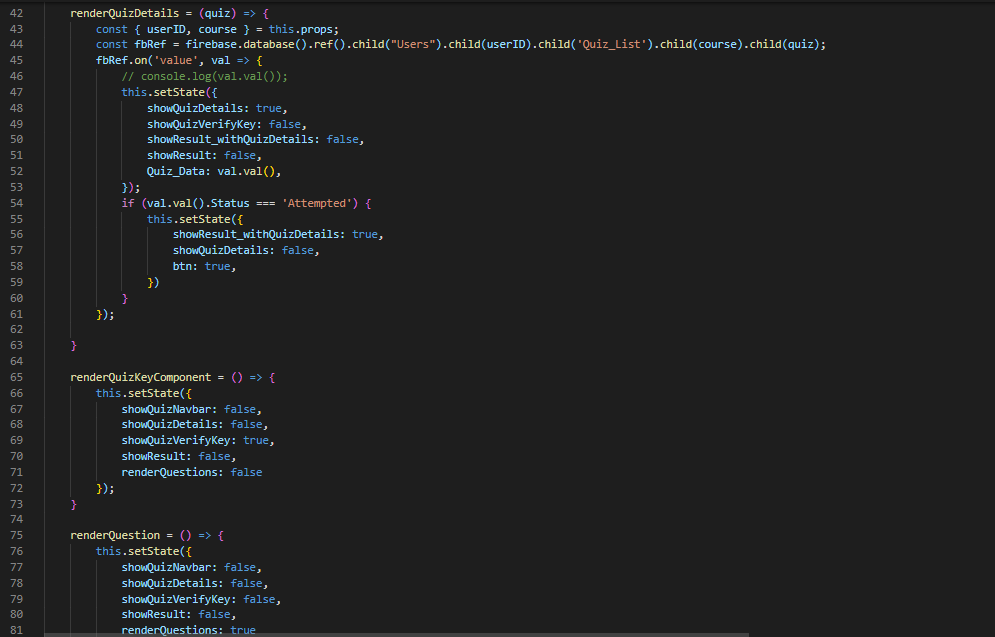 42 renderQuizDetails = (quiz) => {
43 const { userID, course } = this.props;
44 const fbRef = firebase.database().ref().child("Users").child(userID).child('Quiz_List').child(course).child(quiz);
45 fbRef.on('value', val => {
46 // console.log(val.val());
47 this.setState({
48 showQuizDetails: true,
49 showQuizVerifyKey: false,
50 showResult_withQuizDetails: false,
51 showResult: false,
52 Quiz_Data: val.val(),
53 });
54 if (val.val().Status === 'Attempted') {
55 this.setState({
56 showResult_withQuizDetails: true,
57 showQuizDetails: false,
58 btn: true,
59 })
60 }
61 });
62
63 }
64
65 renderQuizKeyComponent = () => {
66 this.setState({
67 showQuizNavbar: false,
68 showQuizDetails: false,
69 showQuizVerifyKey: true,
70 showResult: false,
71 renderQuestions: false
72 });
73 }
74
75 renderQuestion = () => {
76 this.setState({
77 showQuizNavbar: false,
78 showQuizDetails: false,
79 showQuizVerifyKey: false,
80 showResult: false,
81 renderQuestions: true